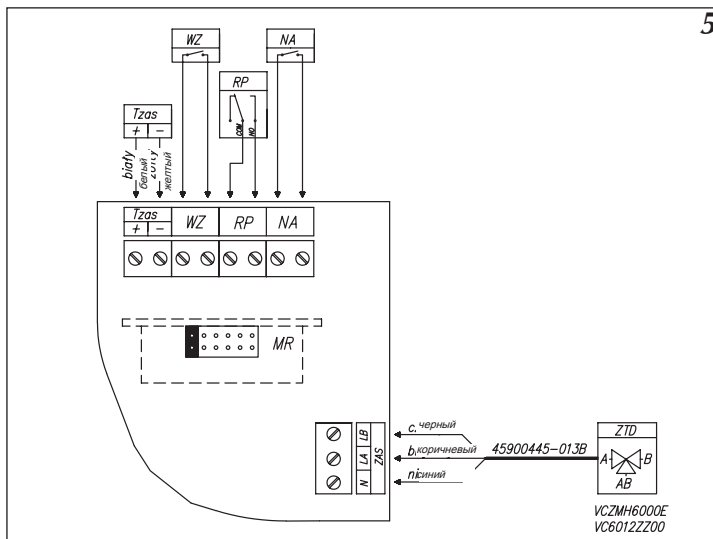 5
WZ
NA
RP
COM
NO
Tzas
+ −
biały
белый
żółty
желтый
Tzas
+ −
WZ
RP
NA
MR
c. черный
b. коричневый
ni синий
LB
LA
N
ZAS
45900445-013B
ZTD
A B
AB
VCZMH6000E
VC6012ZZ00